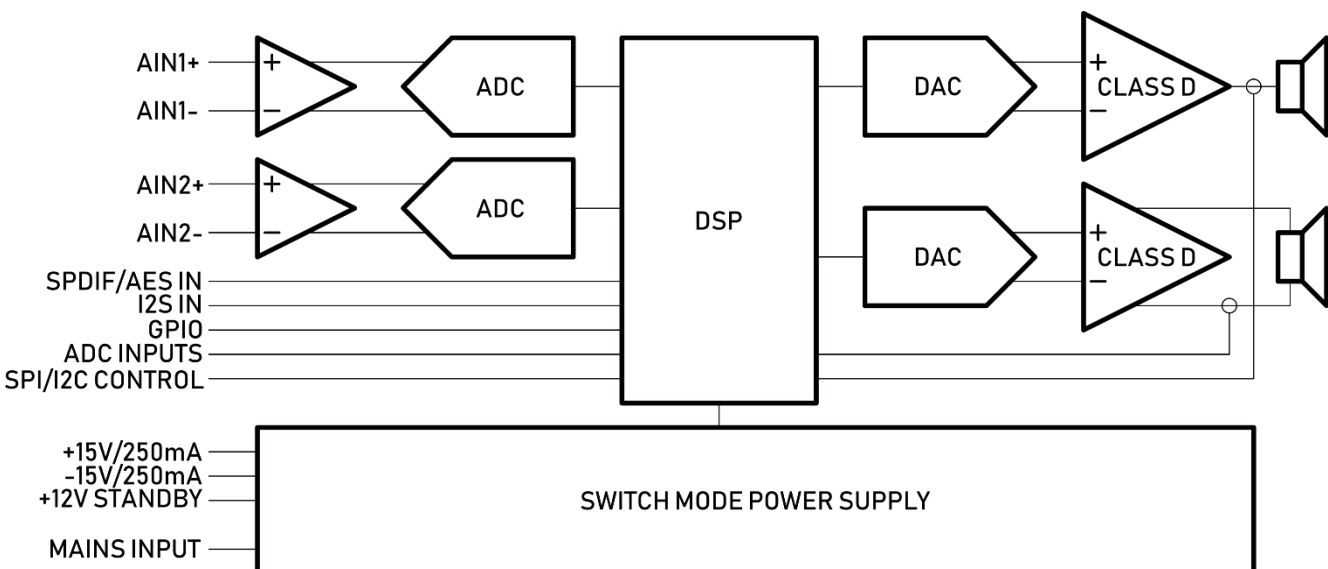 AIN1+
AIN1-
AIN2+
AIN2-
SPDIF/AES IN
I2S IN
GPIO
ADC INPUTS
SPI/I2C CONTROL
+15V/250mA
-15V/250mA
+12V STANDBY
MAINS INPUT
+
−
ADC
+
−
ADC
DSP
DAC
+
CLASS D
−
DAC
+
CLASS D
−
SWITCH MODE POWER SUPPLY